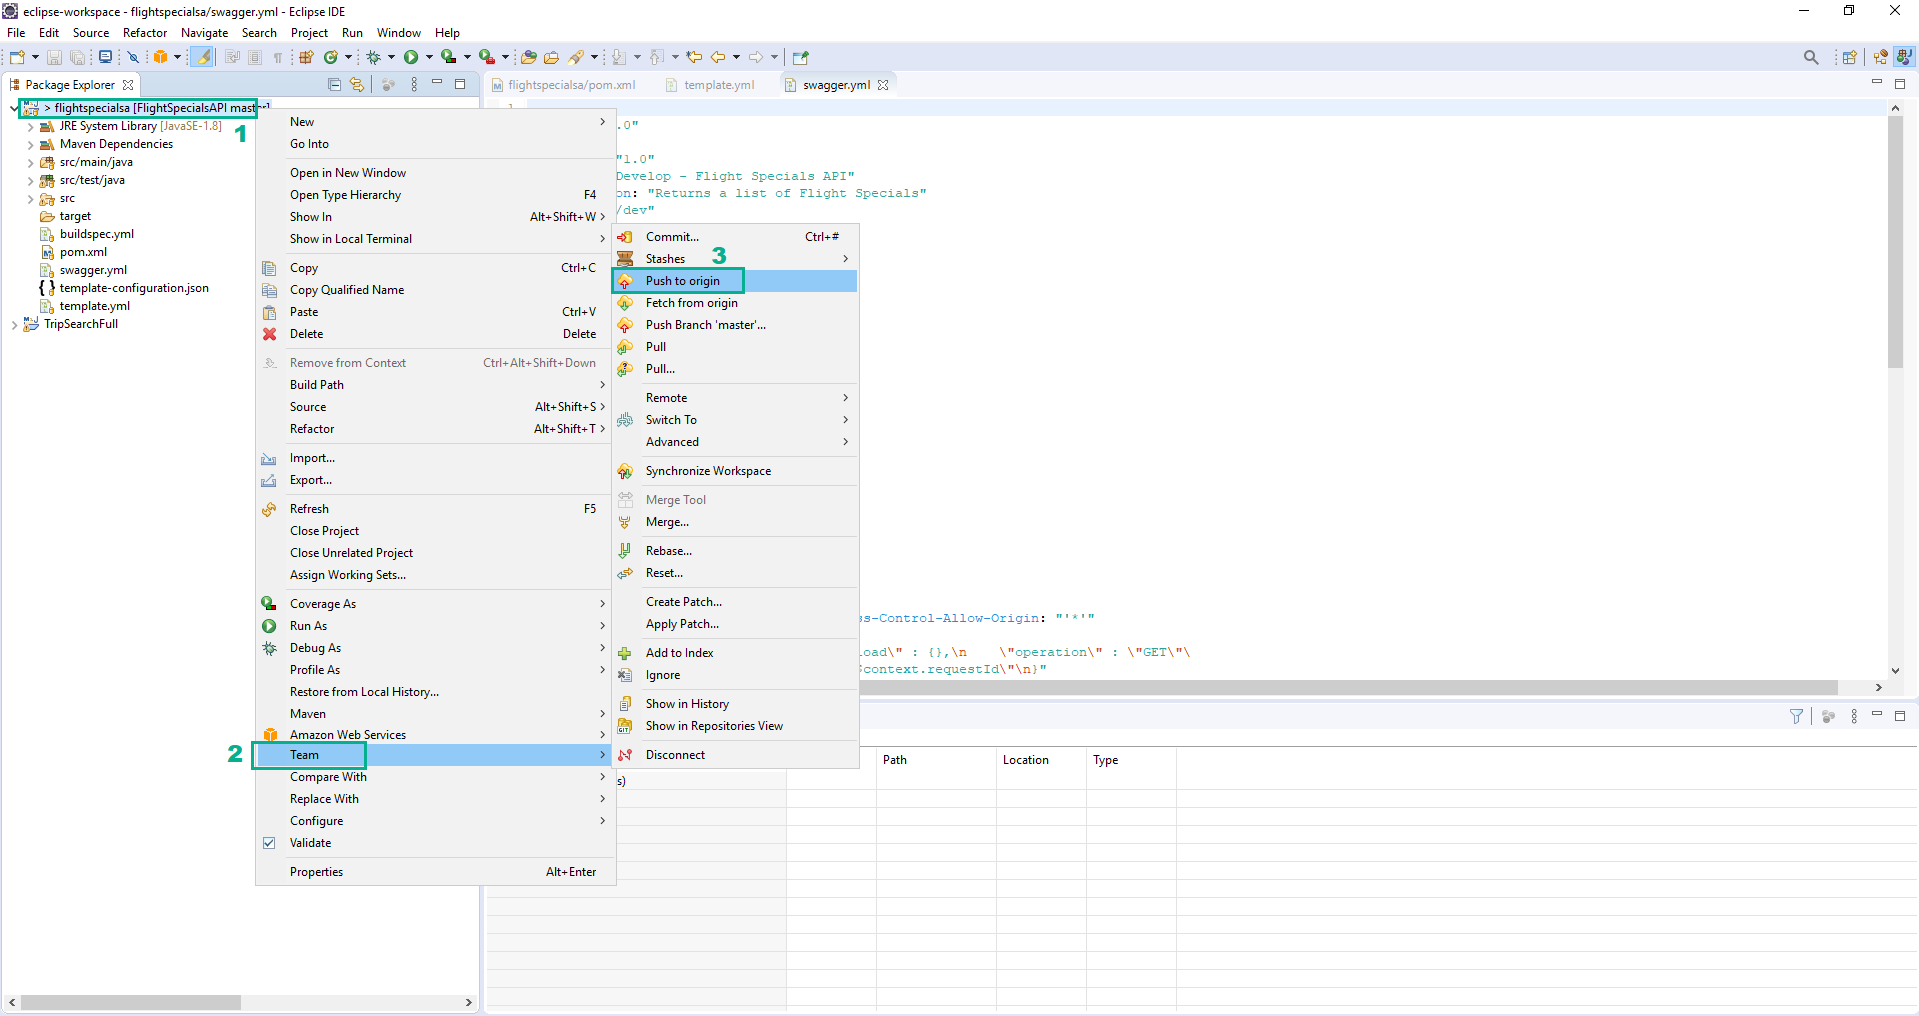 eclipse-workspace - flightspecialsa/swagger.yml - Eclipse IDE
File Edit Source Refactor Navigate Search Project Run Window Help
Package Explorer
flightspecialsa/pom.xml template.yml swagger.yml
> flightspecialsa [FlightSpecialsAPI master]
1
JRE System Library [JavaSE-1.8]
Maven Dependencies
src/main/java
src/test/java
src
target
buildspec.yml
pom.xml
swagger.yml
template-configuration.json
template.yml
TripSearchFull
1
New
Go Into
Open in New Window
Open Type Hierarchy F4
Show In Alt+Shift+W
Show in Local Terminal
Copy Ctrl+C
Copy Qualified Name
Paste Ctrl+V
Delete Delete
Remove from Context Ctrl+Alt+Shift+Down
Build Path
Source Alt+Shift+S
Refactor Alt+Shift+T
Import...
Export...
Refresh F5
Close Project
Close Unrelated Project
Assign Working Sets...
Coverage As
Run As
Debug As
Profile As
Restore from Local History...
Maven
Amazon Web Services
2 Team
Compare With
Replace With
Configure
Validate
Properties Alt+Enter
Commit... Ctrl+#
Stashes 3
Push to origin
Fetch from origin
Push Branch 'master'...
Pull
Pull...
Remote
Switch To
Advanced
Synchronize Workspace
Merge Tool
Merge...
Rebase...
Reset...
Create Patch...
Apply Patch...
Add to Index
Ignore
Show in History
Show in Repositories View
Disconnect
.0"
"1.0"
Develop - Flight Specials API"
on: "Returns a list of Flight Specials"
/dev"
ss-Control-Allow-Origin: "'*'"
load\" : {},\n \"operation\" : \"GET\"\
$context.requestId\"\n}"
Path Location Type
s)